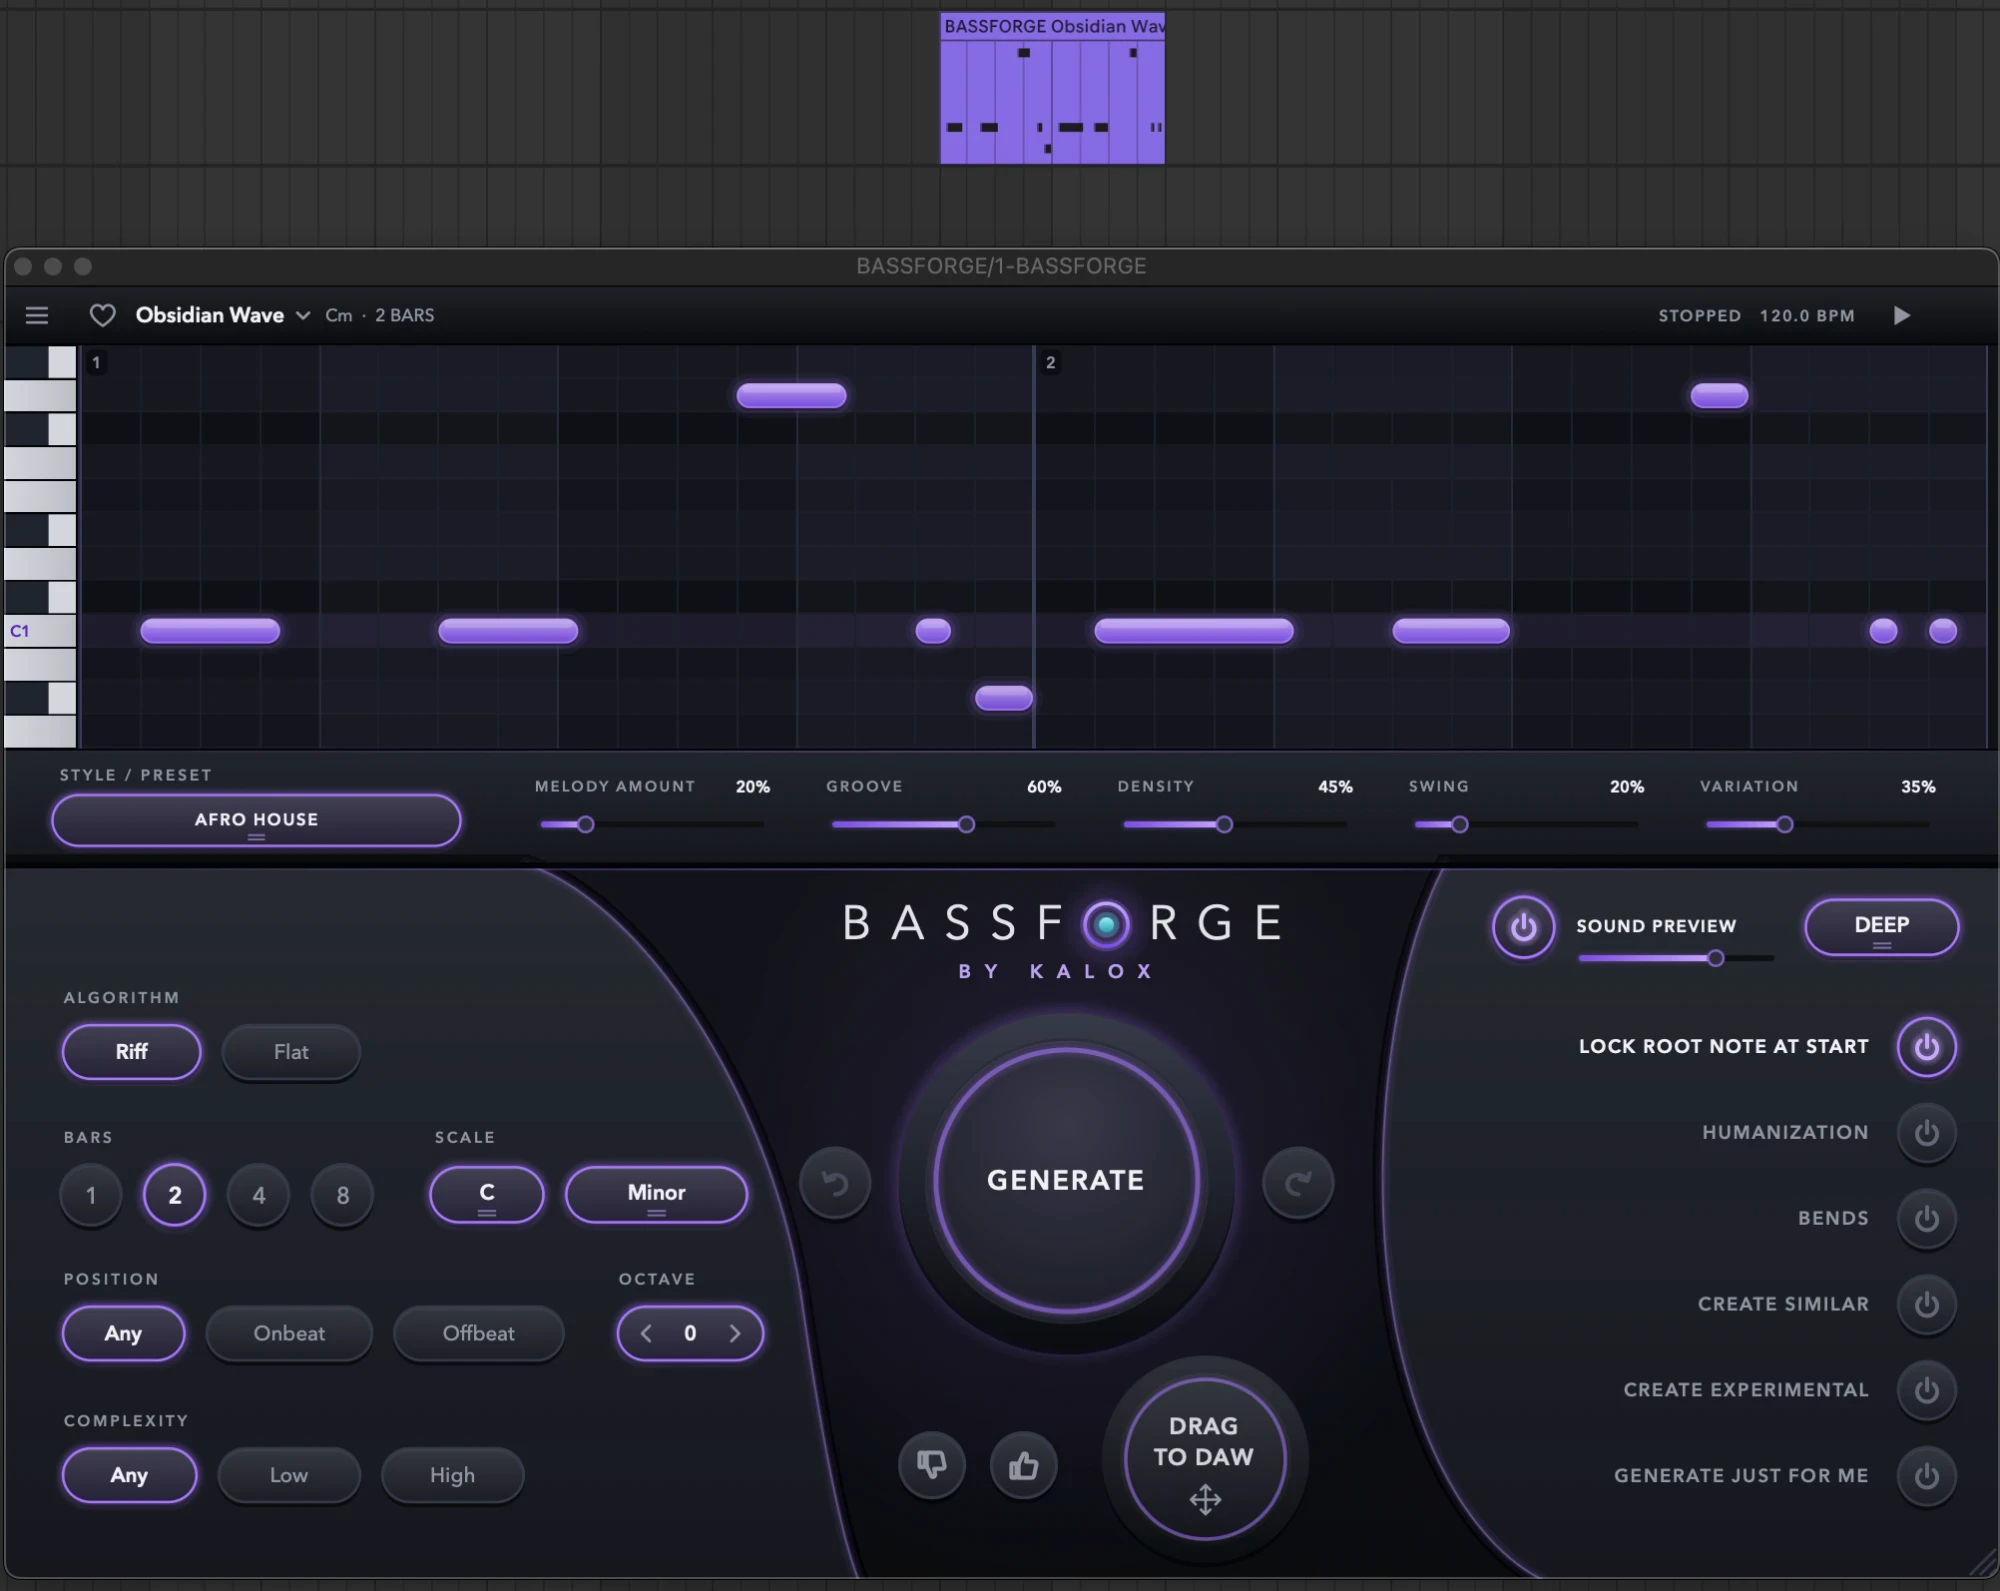 BASSFORGE Obsidian Wav
BASSFORGE/1-BASSFORGE
Obsidian Wave Cm · 2 BARS
STOPPED 120.0 BPM
1
2
C1
STYLE / PRESET
AFRO HOUSE
MELODY AMOUNT 20%
GROOVE 60%
DENSITY 45%
SWING 20%
VARIATION 35%
BASSFORGE
BY KALOX
SOUND PREVIEW
DEEP
ALGORITHM
Riff Flat
BARS
1 2 4 8
SCALE
C Minor
POSITION
Any Onbeat Offbeat
OCTAVE
0
COMPLEXITY
Any Low High
GENERATE
DRAG
TO DAW
LOCK ROOT NOTE AT START
HUMANIZATION
BENDS
CREATE SIMILAR
CREATE EXPERIMENTAL
GENERATE JUST FOR ME